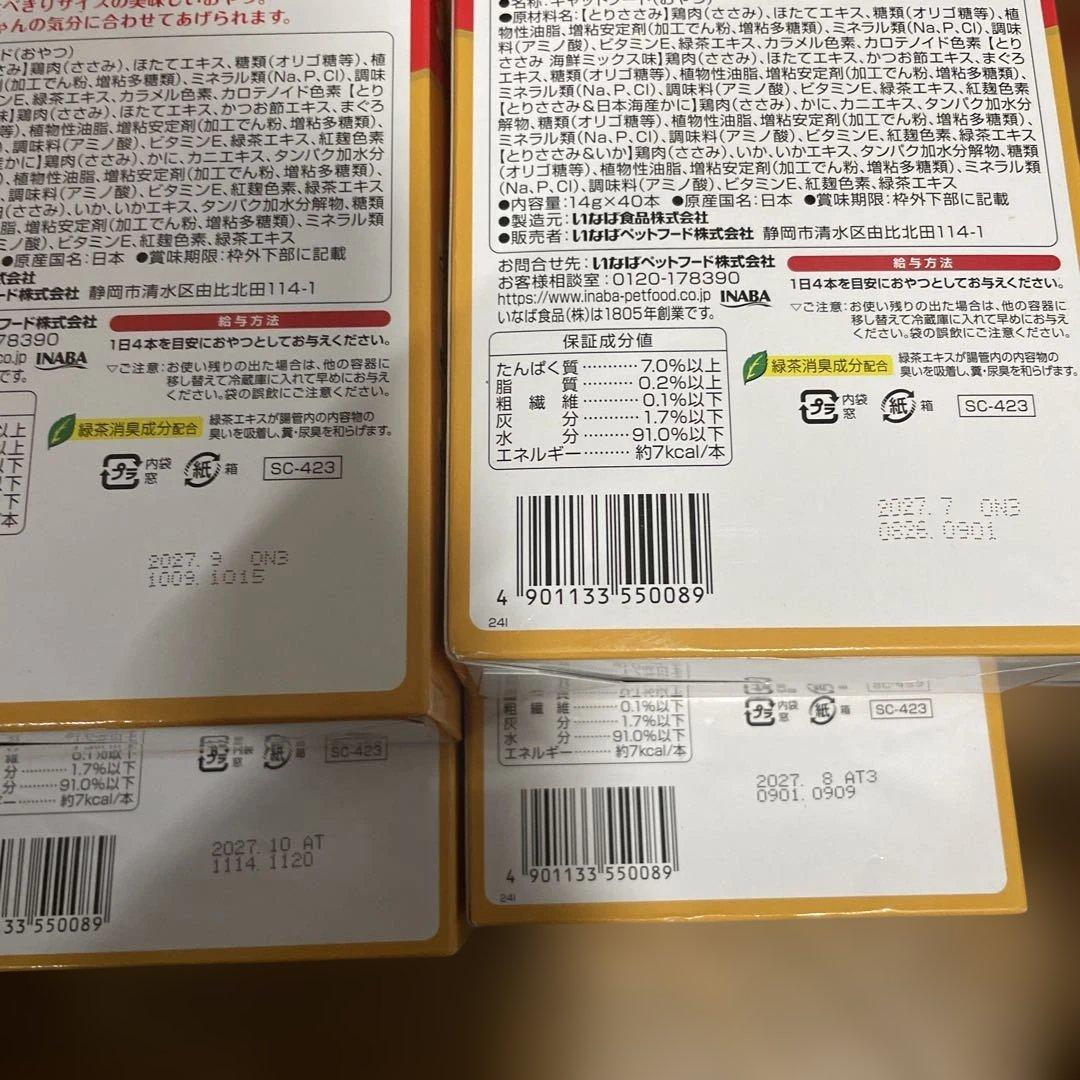 べきりサイズの美味しいおやつ。
ゃんの気分に合わせてあげられます。
ド(おやつ)
さみ】鶏肉(ささみ)、ほたてエキス、糖類(オリゴ糖等)、植
(加工でん粉、増粘多糖類)、ミネラル類(Na,P,Cl)、調味
ンE、緑茶エキス、カラメル色素、カロテノイド色素【とり
味】鶏肉(ささみ)、ほたてエキス、かつお節エキス、まぐろ
等)、植物性油脂、増粘安定剤(加工でん粉、増粘多糖類)、
)、調味料(アミノ酸)、ビタミンE、緑茶エキス、紅麹色素
かに】鶏肉(ささみ)、かに、カニエキス、タンパク加水分
)、植物性油脂、増粘安定剤(加工でん粉、増粘多糖類)、
)、調味料(アミノ酸)、ビタミンE、紅麹色素、緑茶エキス
肉(ささみ)、いか、いかエキス、タンパク加水分解物、糖類
脂、増粘安定剤(加工でん粉、増粘多糖類)、ミネラル類
ミノ酸)、ビタミンE、紅麹色素、緑茶エキス
●原産国名:日本 ●賞味期限:枠外下部に記載
式会社
ード株式会社 静岡市清水区由比北田114-1
フード株式会社
78390
co.jp INABA
です。
給与方法
1日4本を目安におやつとしてお与えください。
▽ご注意:お使い残りの出た場合は、他の容器に
移し替えて冷蔵庫に入れて早めにお与え
ください。袋の誤飲にご注意ください。
緑茶消臭成分配合
緑茶エキスが腸管内の内容物の
臭いを吸着し、糞・尿臭を和らげます。
以上
以上
以下
以下
以下
/本
プラ 内袋 窓 紙 箱 SC-423
2027. 9 ON3
1009. 1015
●名称:キャットフード(おやつ)
●原材料名:【とりささみ】鶏肉(ささみ)、ほたてエキス、糖類(オリゴ糖等)、植
物性油脂、増粘安定剤(加工でん粉、増粘多糖類)、ミネラル類(Na,P,Cl)、調味
料(アミノ酸)、ビタミンE、緑茶エキス、カラメル色素、カロテノイド色素【とり
ささみ 海鮮ミックス味】鶏肉(ささみ)、ほたてエキス、かつお節エキス、まぐろ
エキス、糖類(オリゴ糖等)、植物性油脂、増粘安定剤(加工でん粉、増粘多糖類)、
ミネラル類(Na,P,Cl)、調味料(アミノ酸)、ビタミンE、緑茶エキス、紅麹色素
【とりささみ&日本海産かに】鶏肉(ささみ)、かに、カニエキス、タンパク加水分
解物、糖類(オリゴ糖等)、植物性油脂、増粘安定剤(加工でん粉、増粘多糖類)、
ミネラル類(Na,P,Cl)、調味料(アミノ酸)、ビタミンE、紅麹色素、緑茶エキス
【とりささみ&いか】鶏肉(ささみ)、いか、いかエキス、タンパク加水分解物、糖類
(オリゴ糖等)、植物性油脂、増粘安定剤(加工でん粉、増粘多糖類)、ミネラル類
(Na,P,Cl)、調味料(アミノ酸)、ビタミンE、紅麹色素、緑茶エキス
●内容量:14g×40本 ●原産国名:日本 ●賞味期限:枠外下部に記載
●製造元:いなば食品株式会社
●販売者:いなばペットフード株式会社 静岡市清水区由比北田114-1
お問合せ先:いなばペットフード株式会社
お客様相談室:0120-178390
https://www.inaba-petfood.co.jp INABA
いなば食品(株)は1805年創業です。
給与方法
1日4本を目安におやつとしてお与えください。
▽ご注意:お使い残りの出た場合は、他の容器に
移し替えて冷蔵庫に入れて早めにお与え
ください。袋の誤飲にご注意ください。
保証成分値
たんぱく質 7.0%以上
脂質 0.2%以上
粗繊維 0.1%以下
灰分 1.7%以下
水分 91.0%以下
エネルギー 約7kcal/本
緑茶消臭成分配合
緑茶エキスが腸管内の内容物の
臭いを吸着し、糞・尿臭を和らげます。
プラ 内袋 窓 紙 箱 SC-423
2027. 7 ON3
0826. 0901
4 901133 550089
24I
分 1.7%以下
分 91.0%以下
ー 約7kcal/本
プラ 内袋 窓 紙 箱 SC-423
2027. 10 AT
1114. 1120
33 550089
粗繊維 0.1%以下
灰分 1.7%以下
水分 91.0%以下
エネルギー 約7kcal/本
プラ 内袋 窓 紙 箱 SC-423
2027. 8 AT3
0901. 0909
4 901133 550089
24I